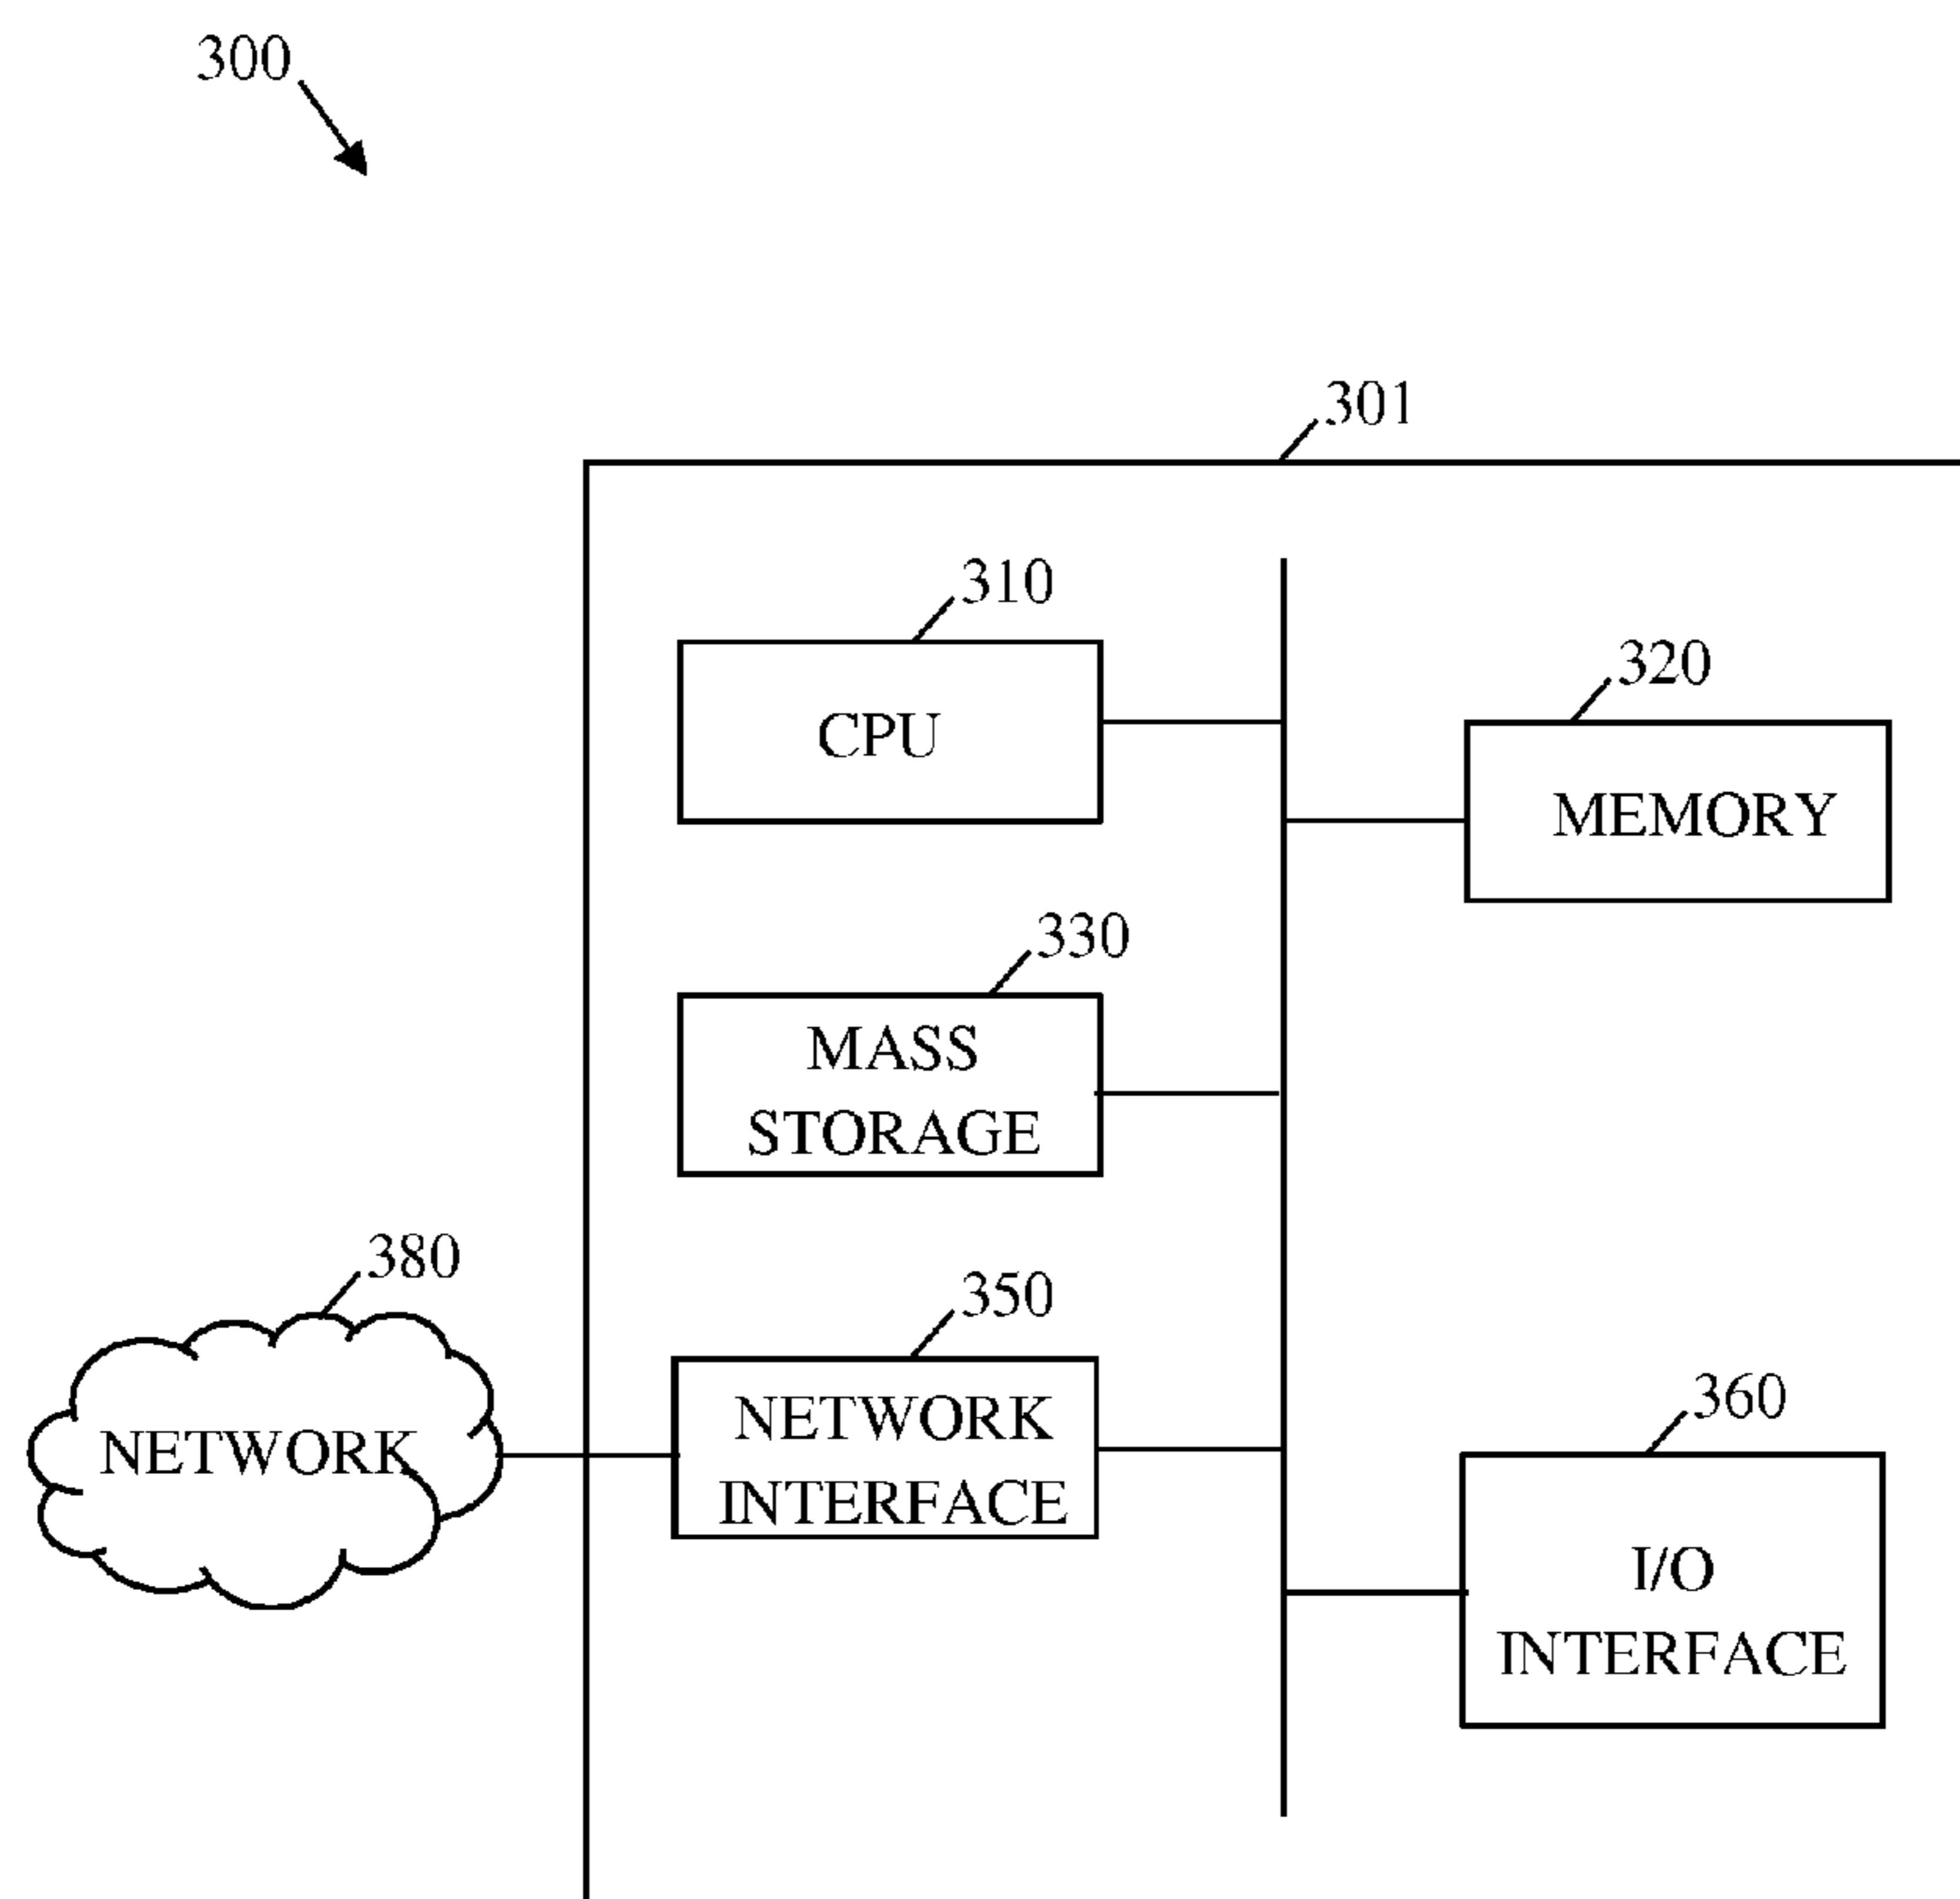 300
301
310
CPU
320
MEMORY
330
MASS
STORAGE
380
NETWORK
350
NETWORK
INTERFACE
360
I/O
INTERFACE